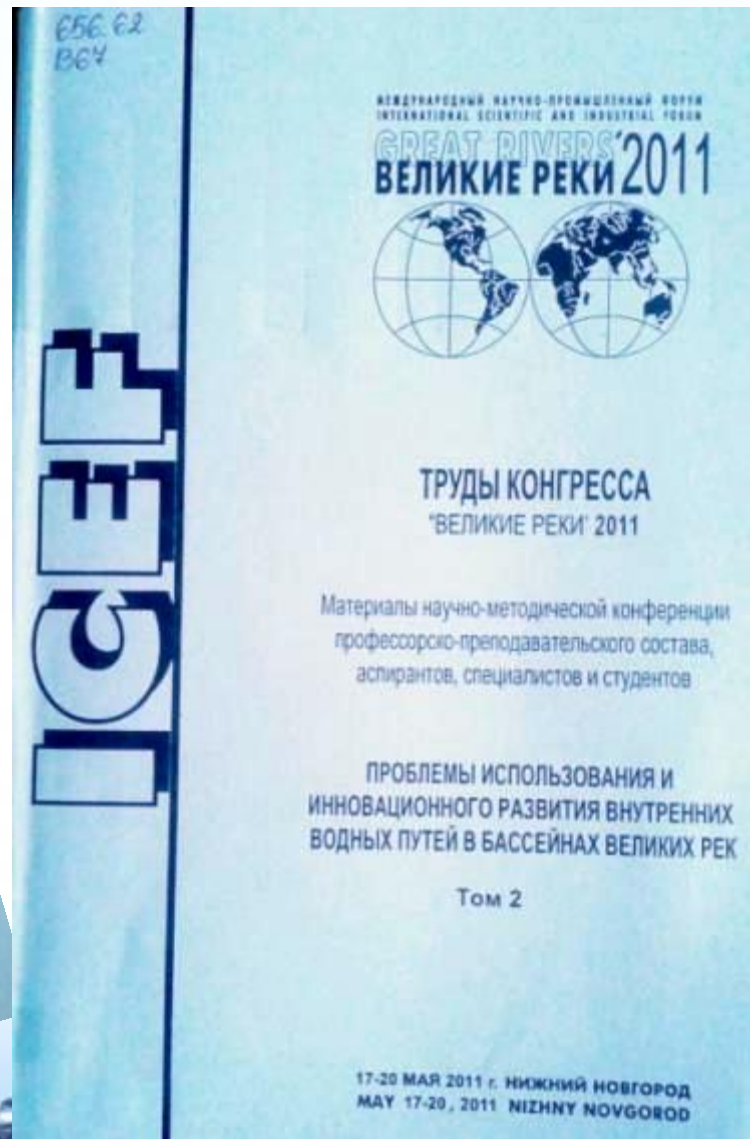 656.62
В67
МЕЖДУНАРОДНЫЙ НАУЧНО-ПРОМЫШЛЕННЫЙ ФОРУМ
INTERNATIONAL SCIENTIFIC AND INDUSTRIAL FORUM
GREAT RIVERS'
ВЕЛИКИЕ РЕКИ 2011
ICEF
ТРУДЫ КОНГРЕССА
"ВЕЛИКИЕ РЕКИ' 2011
Материалы научно-методической конференции
профессорско-преподавательского состава,
аспирантов, специалистов и студентов
ПРОБЛЕМЫ ИСПОЛЬЗОВАНИЯ И
ИННОВАЦИОННОГО РАЗВИТИЯ ВНУТРЕННИХ
ВОДНЫХ ПУТЕЙ В БАССЕЙНАХ ВЕЛИКИХ РЕК
Том 2
17-20 МАЯ 2011 г. НИЖНИЙ НОВГОРОД
MAY 17-20, 2011 NIZHNY NOVGOROD